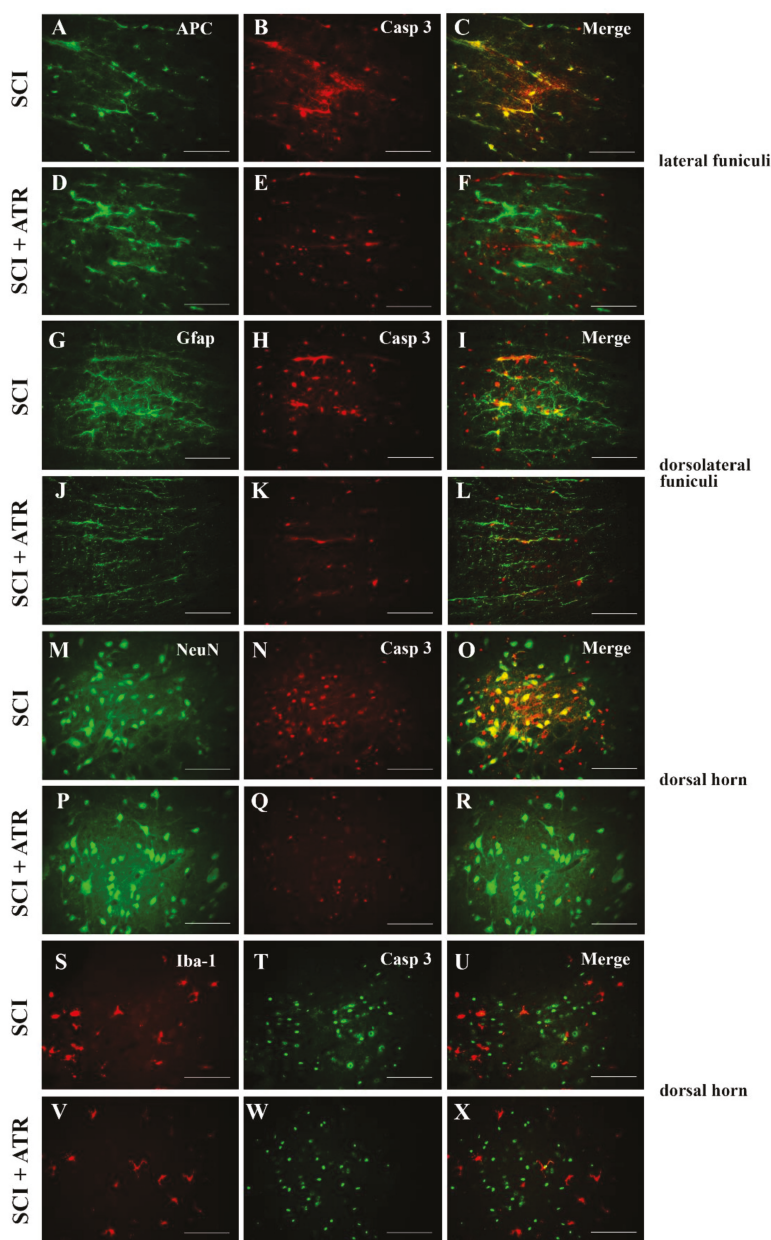 A APC B Casp 3 C Merge
SCI
lateral funiculi
D E F
SCI + ATR
G Gfap H Casp 3 I Merge
SCI
dorsolateral
funiculi
J K L
SCI + ATR
M NeuN N Casp 3 O Merge
SCI
dorsal horn
P Q R
SCI + ATR
S Iba-1 T Casp 3 U Merge
SCI
dorsal horn
V W X
SCI + ATR